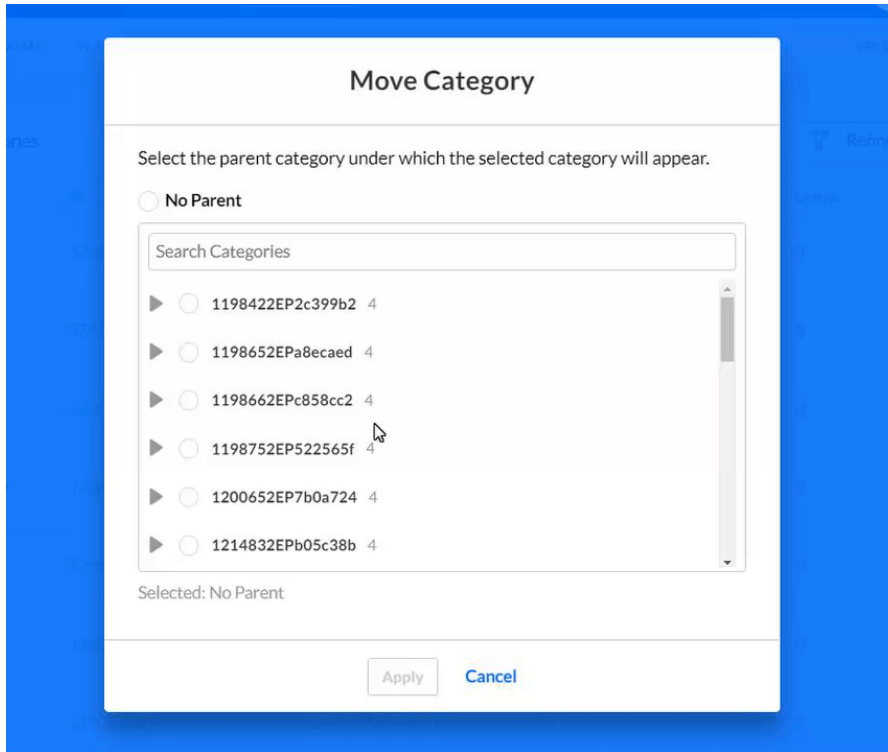 Move Category
Select the parent category under which the selected category will appear.
No Parent
Search Categories
1198422EP2c399b2 4
1198652EPa8ecaed 4
1198662EPc858cc2 4
1198752EP522565f 4
1200652EP7b0a724 4
1214832EPb05c38b 4
Selected: No Parent
Apply Cancel